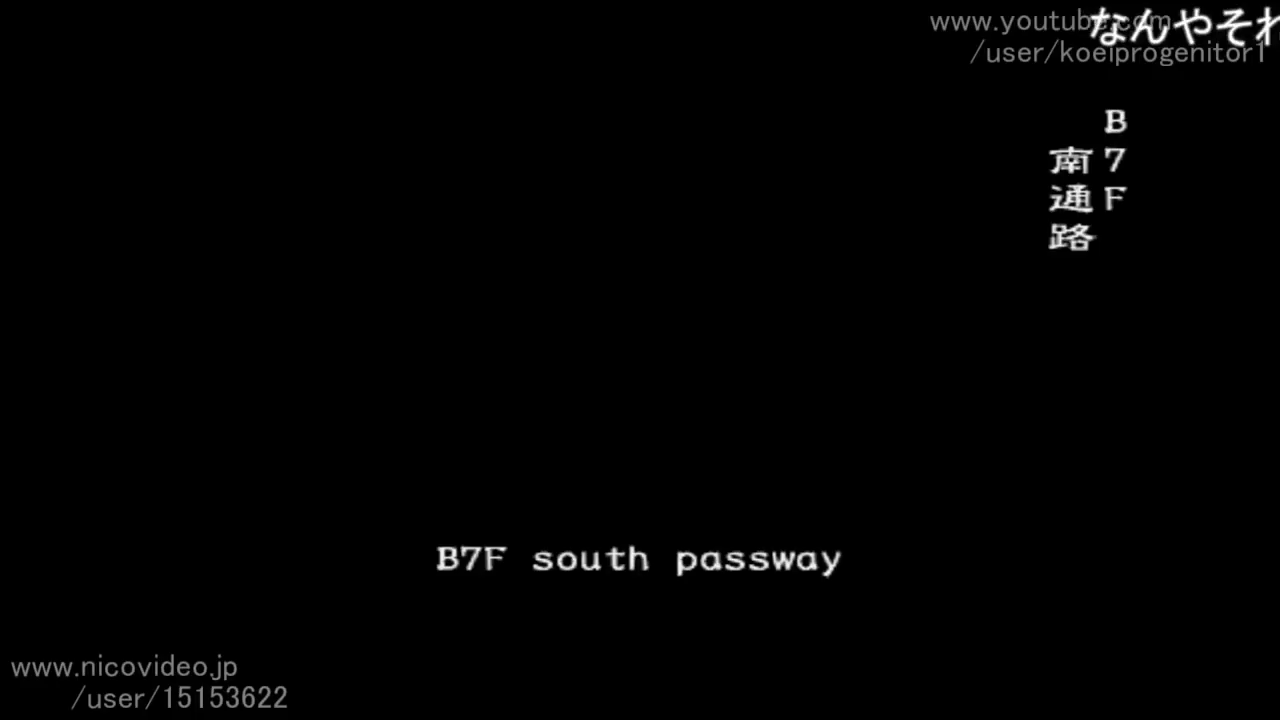 www.youtube.com
/user/koeiprogenitor1
なんやそれ
B7F
南通路
B7F south passway
www.nicovideo.jp
/user/15153622